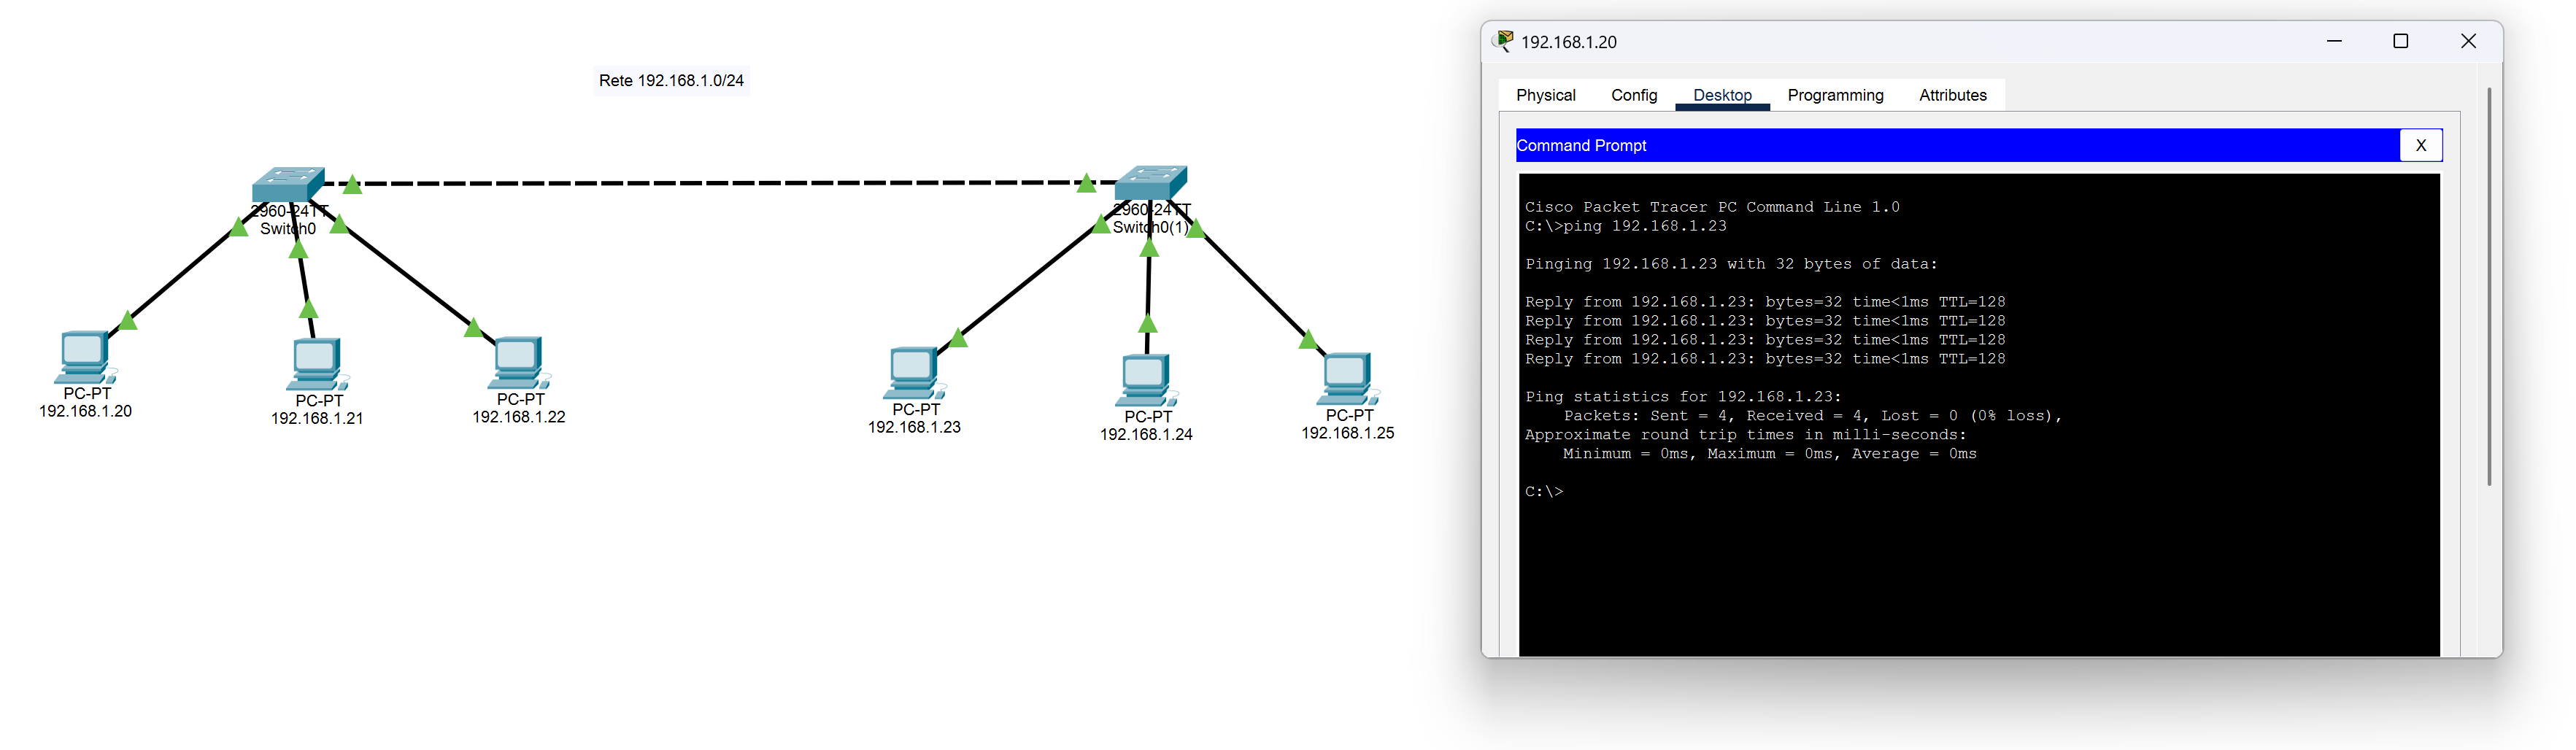 Rete 192.168.1.0/24
2960-24TT
Switch0
2960-24TT
Switch0(1)
PC-PT
192.168.1.20
PC-PT
192.168.1.21
PC-PT
192.168.1.22
PC-PT
192.168.1.23
PC-PT
192.168.1.24
PC-PT
192.168.1.25
192.168.1.20
Physical Config Desktop Programming Attributes
Command Prompt X
Cisco Packet Tracer PC Command Line 1.0
C:\>ping 192.168.1.23
Pinging 192.168.1.23 with 32 bytes of data:
Reply from 192.168.1.23: bytes=32 time<1ms TTL=128
Reply from 192.168.1.23: bytes=32 time<1ms TTL=128
Reply from 192.168.1.23: bytes=32 time<1ms TTL=128
Reply from 192.168.1.23: bytes=32 time<1ms TTL=128
Ping statistics for 192.168.1.23:
Packets: Sent = 4, Received = 4, Lost = 0 (0% loss),
Approximate round trip times in milli-seconds:
Minimum = 0ms, Maximum = 0ms, Average = 0ms
C:\>